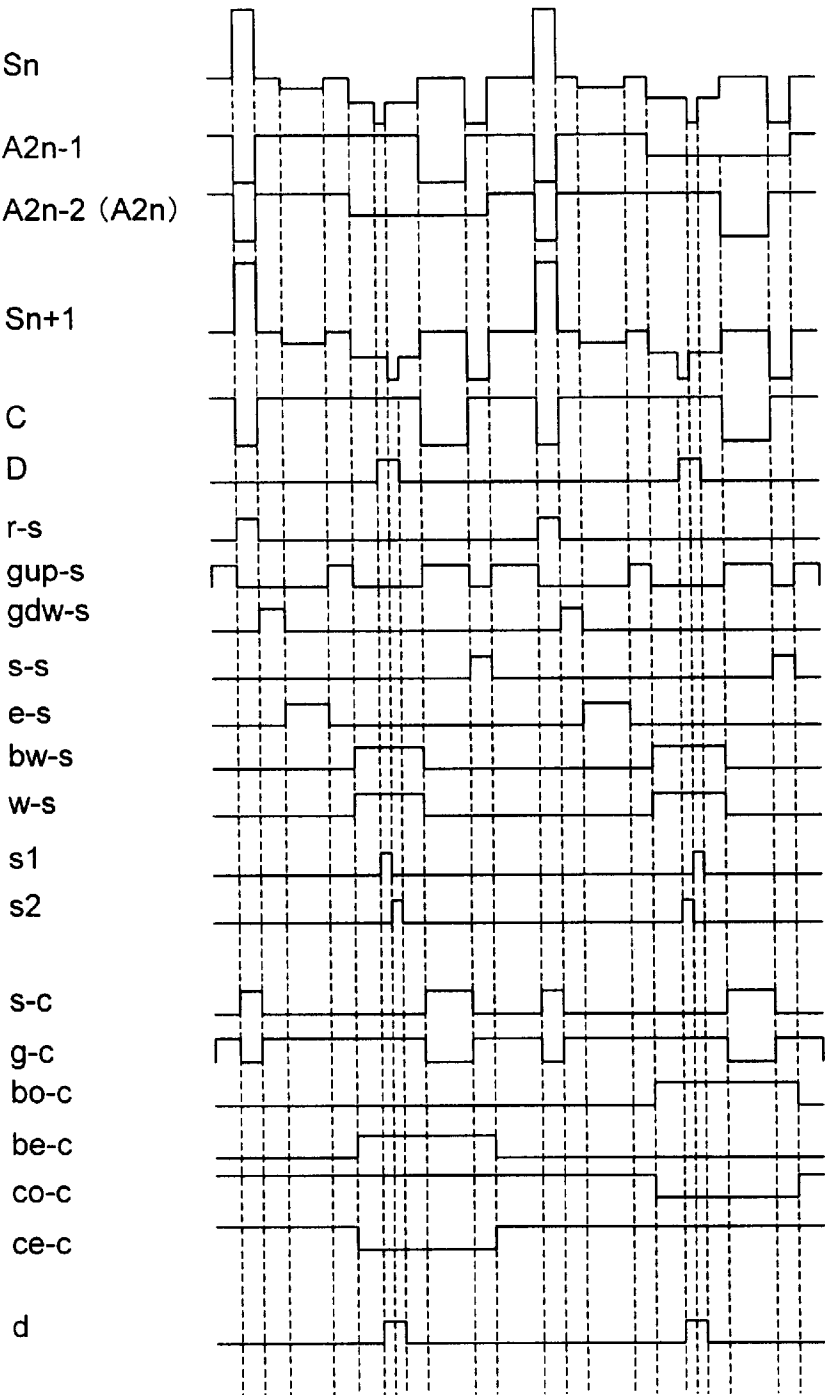 Sn
A2n-1
A2n-2（A2n）
Sn+1
C
D
r-s
gup-s
gdw-s
s-s
e-s
bw-s
w-s
s1
s2
s-c
g-c
bo-c
be-c
co-c
ce-c
d